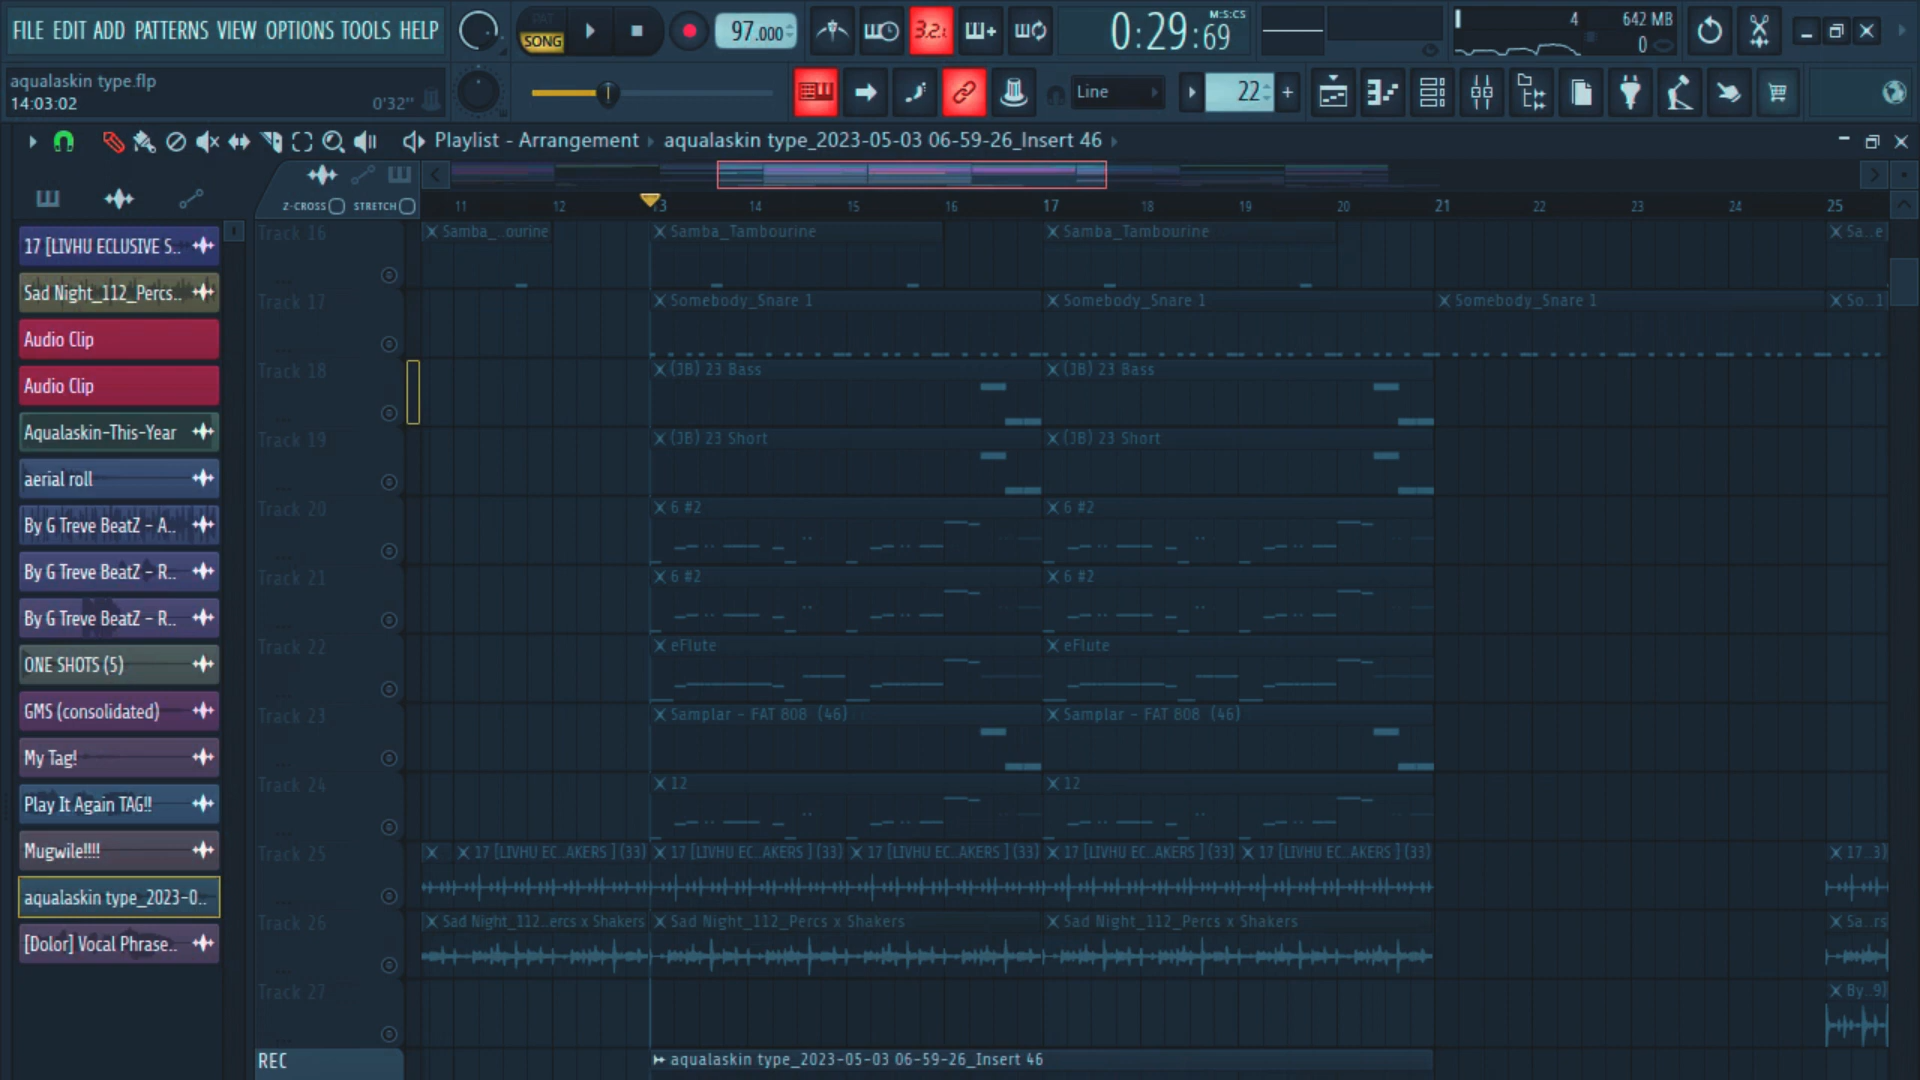 FILE EDIT ADD PATTERNS VIEW OPTIONS TOOLS HELP
PAT
SONG
97.000
3.2.1
0:29:69
M:S:CS
4
642 MB
0
aqualaskin type.flp
14:03:02
0'32"
Line
22
Playlist - Arrangement
aqualaskin type_2023-05-03 06-59-26_Insert 46
Z-CROSS
STRETCH
11
12
13
14
15
16
17
18
19
20
21
22
23
24
25
17 [LIVHU ECLUSIVE S..
Sad Night_112_Percs..
Audio Clip
Audio Clip
Aqualaskin-This-Year
aerial roll
By G Treve BeatZ - A..
By G Treve BeatZ - R..
By G Treve BeatZ - R..
ONE SHOTS (5)
GMS (consolidated)
My Tag!
Play It Again TAG!!
Mugwile!!!!
aqualaskin type_2023-0..
[Dolor] Vocal Phrase..
Track 16
Samba_..ourine
Samba_Tambourine
Samba_Tambourine
Sa..e
Track 17
Somebody_Snare 1
Somebody_Snare 1
Somebody_Snare 1
So..1
Track 18
(JB) 23 Bass
(JB) 23 Bass
Track 19
(JB) 23 Short
(JB) 23 Short
Track 20
6 #2
6 #2
Track 21
6 #2
6 #2
Track 22
eFlute
eFlute
Track 23
Samplar - FAT 808 (46)
Samplar - FAT 808 (46)
Track 24
12
12
Track 25
17 [LIVHU EC..AKERS ] (33)
17 [LIVHU EC..AKERS ] (33)
17 [LIVHU EC..AKERS ] (33)
17 [LIVHU EC..AKERS ] (33)
17 [LIVHU EC..AKERS ] (33)
17..3)
Track 26
Sad Night_112..ercs x Shakers
Sad Night_112_Percs x Shakers
Sad Night_112_Percs x Shakers
Sa..rs
Track 27
By..9)
REC
aqualaskin type_2023-05-03 06-59-26_Insert 46